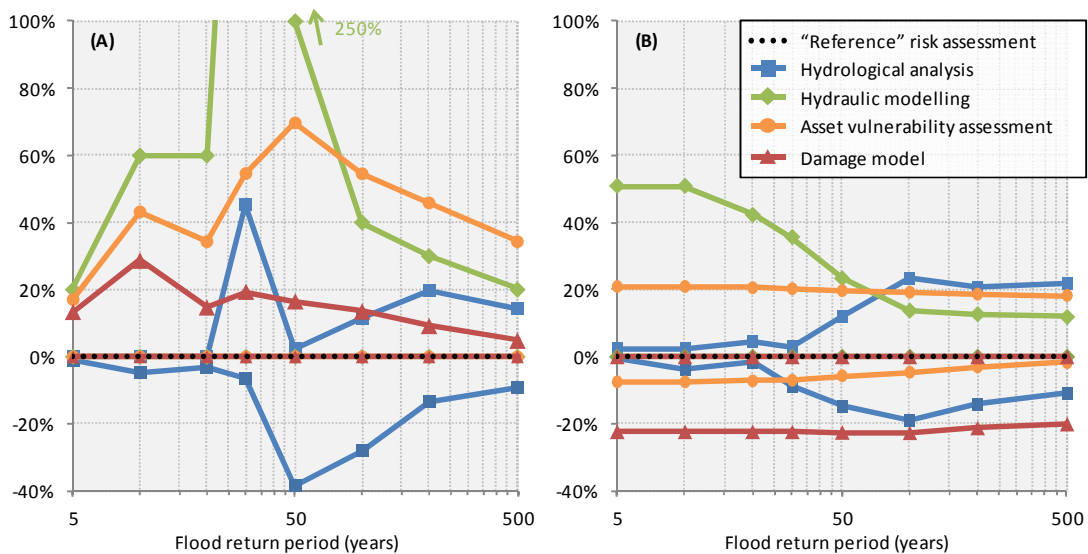 100%
80%
60%
40%
20%
0%
-20%
-40%
(A)
250%
5
50
500
Flood return period (years)
100%
80%
60%
40%
20%
0%
-20%
-40%
(B)
“Reference” risk assessment
Hydrological analysis
Hydraulic modelling
Asset vulnerability assessment
Damage model
5
50
500
Flood return period (years)